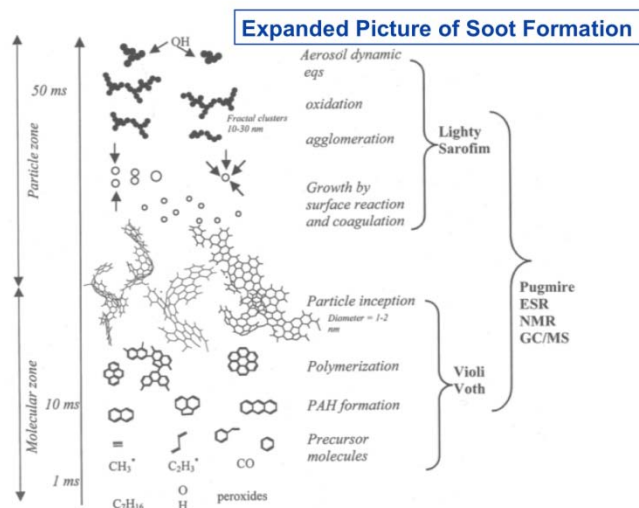 Expanded Picture of Soot Formation
OH
Aerosol dynamic
eqs
50 ms
oxidation
Fractal clusters
10-30 nm
agglomeration
Lighty
Sarofim
Particle zone
Growth by
surface reaction
and coagulation
Pugmire
ESR
NMR
GC/MS
Particle inception
Diameter = 1-2
nm
Polymerization
Violi
Voth
Molecular zone
10 ms
PAH formation
Precursor
molecules
CH3*
C2H3*
CO
1 ms
O
H
peroxides
C7H16